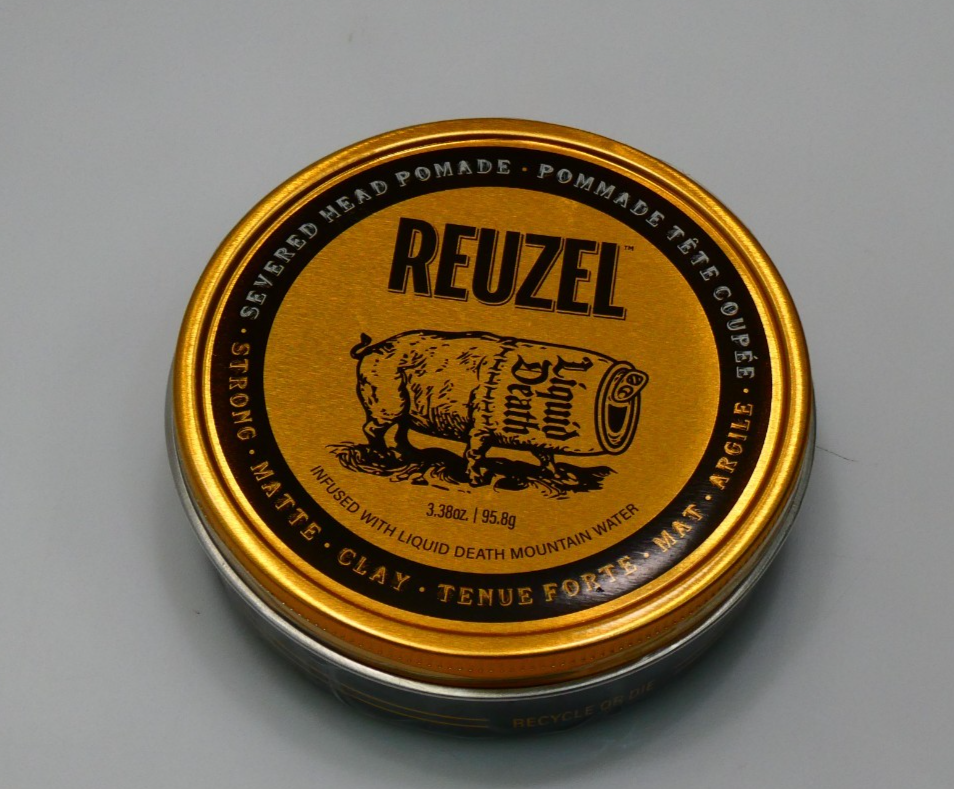 SEVERED HEAD POMADE · POMMADE TÊTE COUPÉE ·
REUZEL™
Liquid
Death
3.38oz. | 95.8g
INFUSED WITH LIQUID DEATH MOUNTAIN WATER
STRONG · MATTE · CLAY · TENUE FORTE · MAT · ARGILE ·
RECYCLE OR DIE